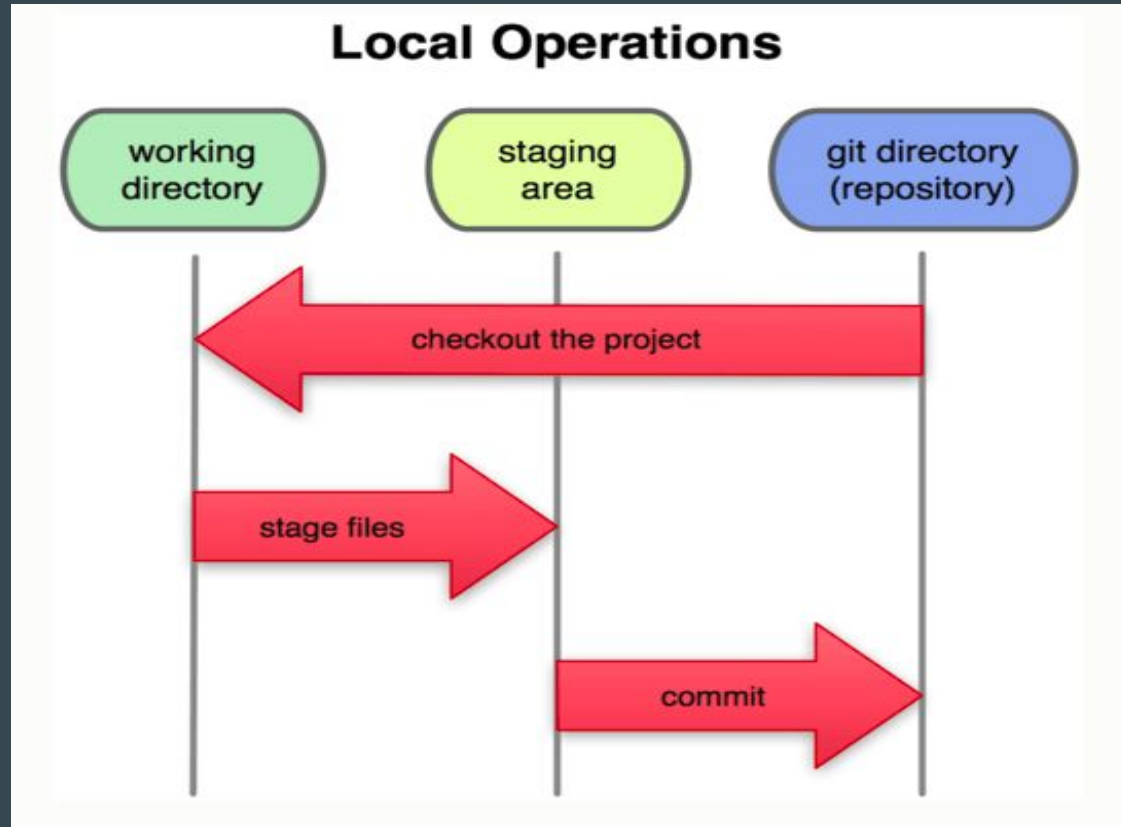 Local Operations
working
directory
staging
area
git directory
(repository)
checkout the project
stage files
commit